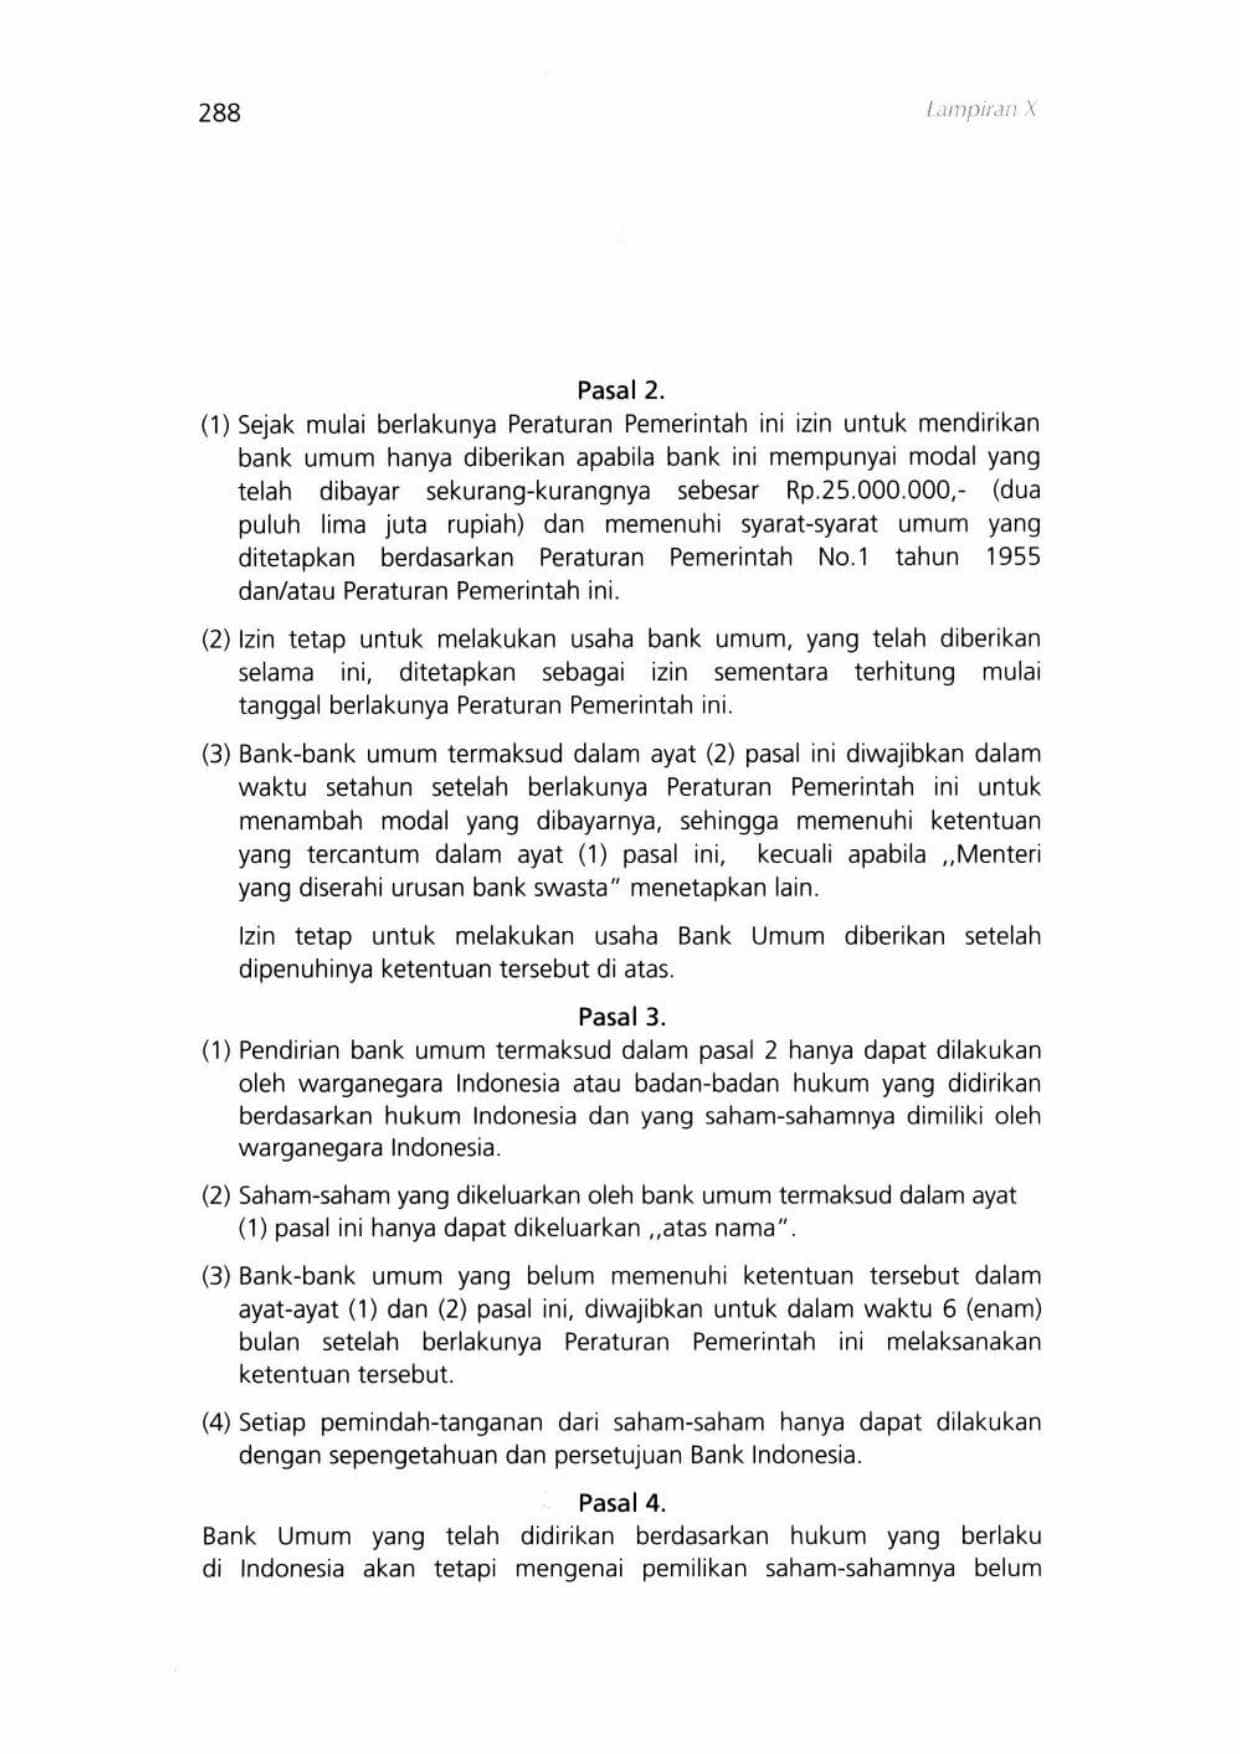 288
Lampiran X
Pasal 2.
(1) Sejak mulai berlakunya Peraturan Pemerintah ini izin untuk mendirikan
bank umum hanya diberikan apabila bank ini mempunyai modal yang
telah dibayar sekurang-kurangnya sebesar Rp.25.000.000,- (dua
puluh lima juta rupiah) dan memenuhi syarat-syarat umum yang
ditetapkan berdasarkan Peraturan Pemerintah No.1 tahun 1955
dan/atau Peraturan Pemerintah ini.
(2) Izin tetap untuk melakukan usaha bank umum, yang telah diberikan
selama ini, ditetapkan sebagai izin sementara terhitung mulai
tanggal berlakunya Peraturan Pemerintah ini.
(3) Bank-bank umum termaksud dalam ayat (2) pasal ini diwajibkan dalam
waktu setahun setelah berlakunya Peraturan Pemerintah ini untuk
menambah modal yang dibayarnya, sehingga memenuhi ketentuan
yang tercantum dalam ayat (1) pasal ini, kecuali apabila ,,Menteri
yang diserahi urusan bank swasta” menetapkan lain.
Izin tetap untuk melakukan usaha Bank Umum diberikan setelah
dipenuhinya ketentuan tersebut di atas.
Pasal 3.
(1) Pendirian bank umum termaksud dalam pasal 2 hanya dapat dilakukan
oleh warganegara Indonesia atau badan-badan hukum yang didirikan
berdasarkan hukum Indonesia dan yang saham-sahamnya dimiliki oleh
warganegara Indonesia.
(2) Saham-saham yang dikeluarkan oleh bank umum termaksud dalam ayat
(1) pasal ini hanya dapat dikeluarkan ,,atas nama”.
(3) Bank-bank umum yang belum memenuhi ketentuan tersebut dalam
ayat-ayat (1) dan (2) pasal ini, diwajibkan untuk dalam waktu 6 (enam)
bulan setelah berlakunya Peraturan Pemerintah ini melaksanakan
ketentuan tersebut.
(4) Setiap pemindah-tanganan dari saham-saham hanya dapat dilakukan
dengan sepengetahuan dan persetujuan Bank Indonesia.
Pasal 4.
Bank Umum yang telah didirikan berdasarkan hukum yang berlaku
di Indonesia akan tetapi mengenai pemilikan saham-sahamnya belum